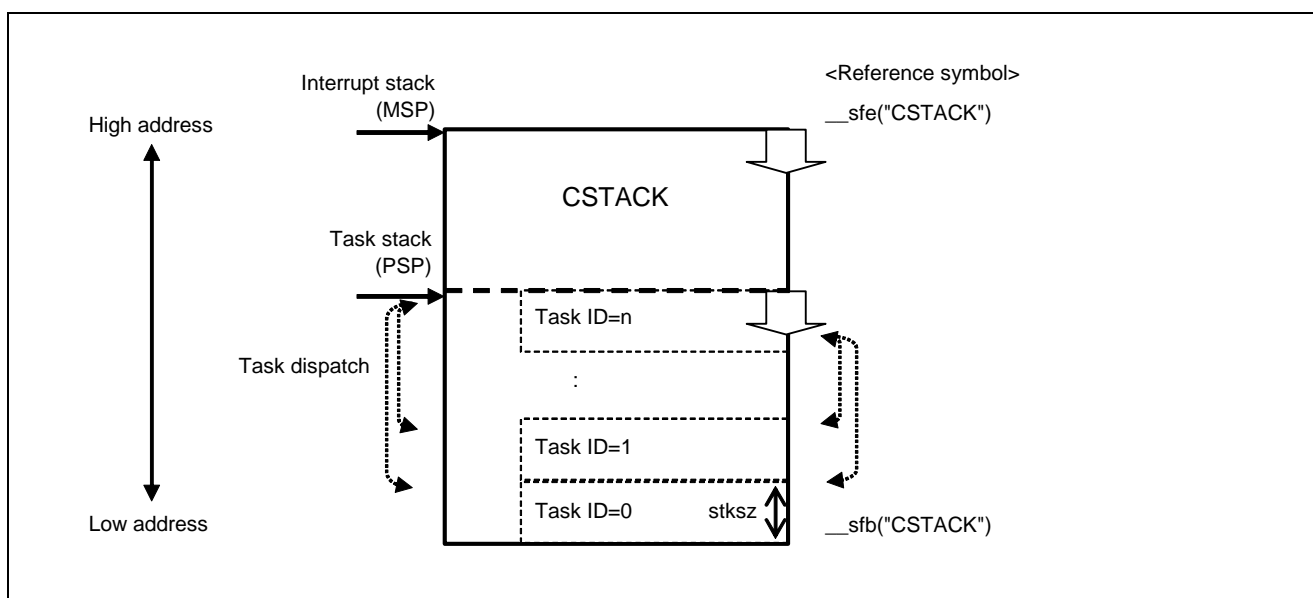 <Reference symbol>
Interrupt stack
(MSP)
__sfe("CSTACK")
High address
CSTACK
Task stack
(PSP)
Task ID=n
Task dispatch
:
Task ID=1
Task ID=0
stksz
Low address
__sfb("CSTACK")